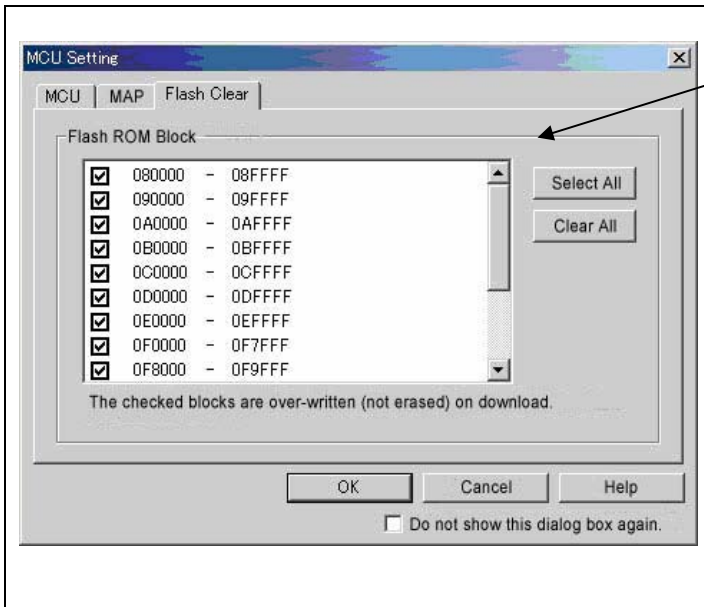 MCU Setting
MCU MAP Flash Clear
Flash ROM Block
080000 - 08FFFF
090000 - 09FFFF
0A0000 - 0AFFFF
0B0000 - 0BFFFF
0C0000 - 0CFFFF
0D0000 - 0DFFFF
0E0000 - 0EFFFF
0F0000 - 0F7FFF
0F8000 - 0F9FFF
Select All
Clear All
The checked blocks are over-written (not erased) on download.
OK Cancel Help
Do not show this dialog box again.